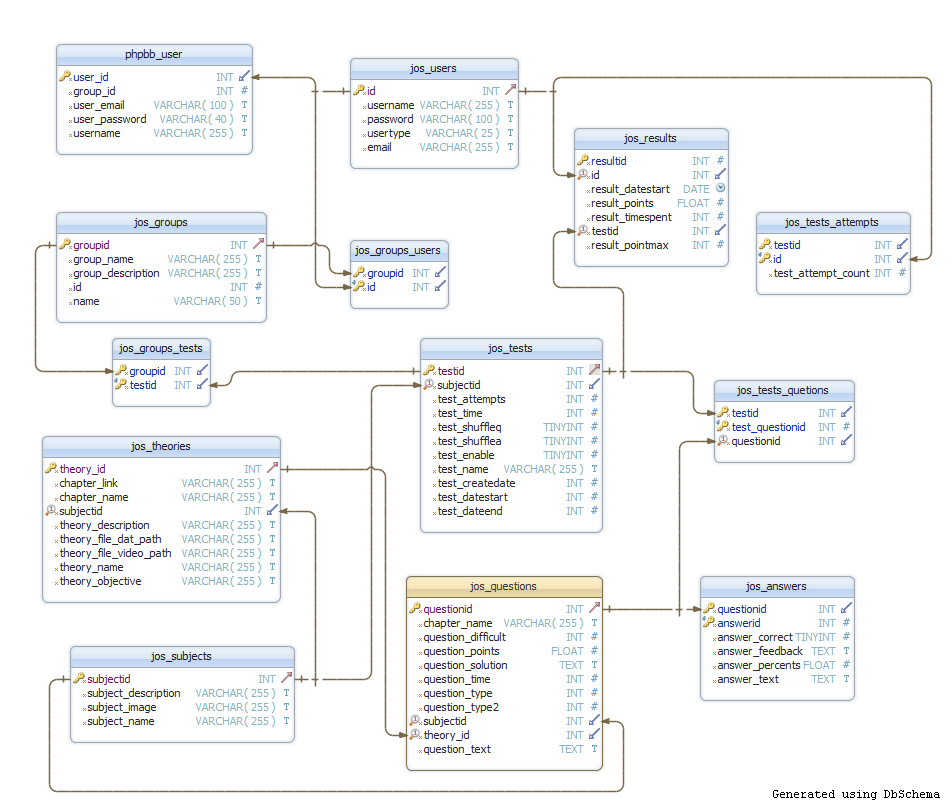 phpbb_user
user_id INT
group_id INT #
user_email VARCHAR( 100 ) T
user_password VARCHAR( 40 ) T
username VARCHAR( 255 ) T
jos_users
id INT
username VARCHAR( 255 ) T
password VARCHAR( 100 ) T
usertype VARCHAR( 25 ) T
email VARCHAR( 255 ) T
jos_results
resultid INT #
id INT
result_datestart DATE
result_points FLOAT #
result_timespent INT #
testid INT
result_pointmax INT #
jos_groups
groupid INT
group_name VARCHAR( 255 ) T
group_description VARCHAR( 255 ) T
id INT #
name VARCHAR( 50 ) T
jos_groups_users
groupid INT
id INT
jos_tests_attempts
testid INT
id INT
test_attempt_count INT #
jos_groups_tests
groupid INT
testid INT
jos_tests
testid INT
subjectid INT
test_attempts INT #
test_time INT #
test_shuffleq TINYINT #
test_shufflea TINYINT #
test_enable TINYINT #
test_name VARCHAR( 255 ) T
test_createdate INT #
test_datestart INT #
test_dateend INT #
jos_tests_quetions
testid INT
test_questionid INT #
questionid INT
jos_theories
theory_id INT
chapter_link VARCHAR( 255 ) T
chapter_name VARCHAR( 255 ) T
subjectid INT
theory_description VARCHAR( 255 ) T
theory_file_dat_path VARCHAR( 255 ) T
theory_file_video_path VARCHAR( 255 ) T
theory_name VARCHAR( 255 ) T
theory_objective VARCHAR( 255 ) T
jos_questions
questionid INT
chapter_name VARCHAR( 255 ) T
question_difficult INT #
question_points FLOAT #
question_solution TEXT T
question_time INT #
question_type INT #
question_type2 INT #
subjectid INT
theory_id INT
question_text TEXT T
jos_answers
questionid INT
answerid INT #
answer_correct TINYINT #
answer_feedback TEXT T
answer_percents FLOAT #
answer_text TEXT T
jos_subjects
subjectid INT
subject_description VARCHAR( 255 ) T
subject_image VARCHAR( 255 ) T
subject_name VARCHAR( 255 ) T
Generated using DbSchema